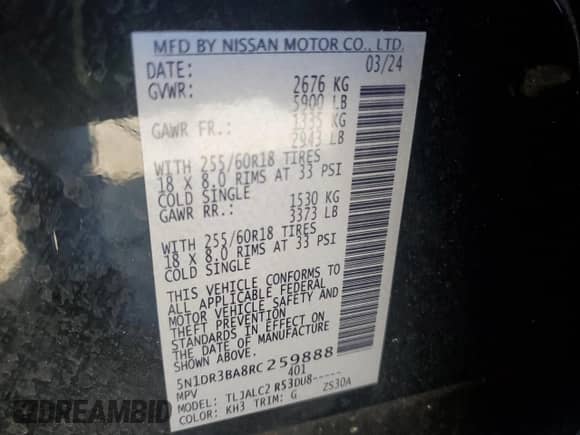 MFD BY NISSAN MOTOR CO., LTD.
DATE: 03/24
GVWR: 2676 KG
5900 LB
GAWR FR.: 1335 KG
2943 LB
WITH 255/60R18 TIRES
18 X 8.0 RIMS AT 33 PSI
COLD SINGLE
GAWR RR.: 1530 KG
3373 LB
WITH 255/60R18 TIRES
18 X 8.0 RIMS AT 33 PSI
COLD SINGLE
THIS VEHICLE CONFORMS TO
ALL APPLICABLE FEDERAL
MOTOR VEHICLE SAFETY AND
THEFT PREVENTION
STANDARDS IN EFFECT ON
THE DATE OF MANUFACTURE
SHOWN ABOVE.
5N1DR3BA8RC259888
MPV 401
MODEL: TLJALC2 R53DU8-----
COLOR: KH3 TRIM: G ZS30A
DREAMBID